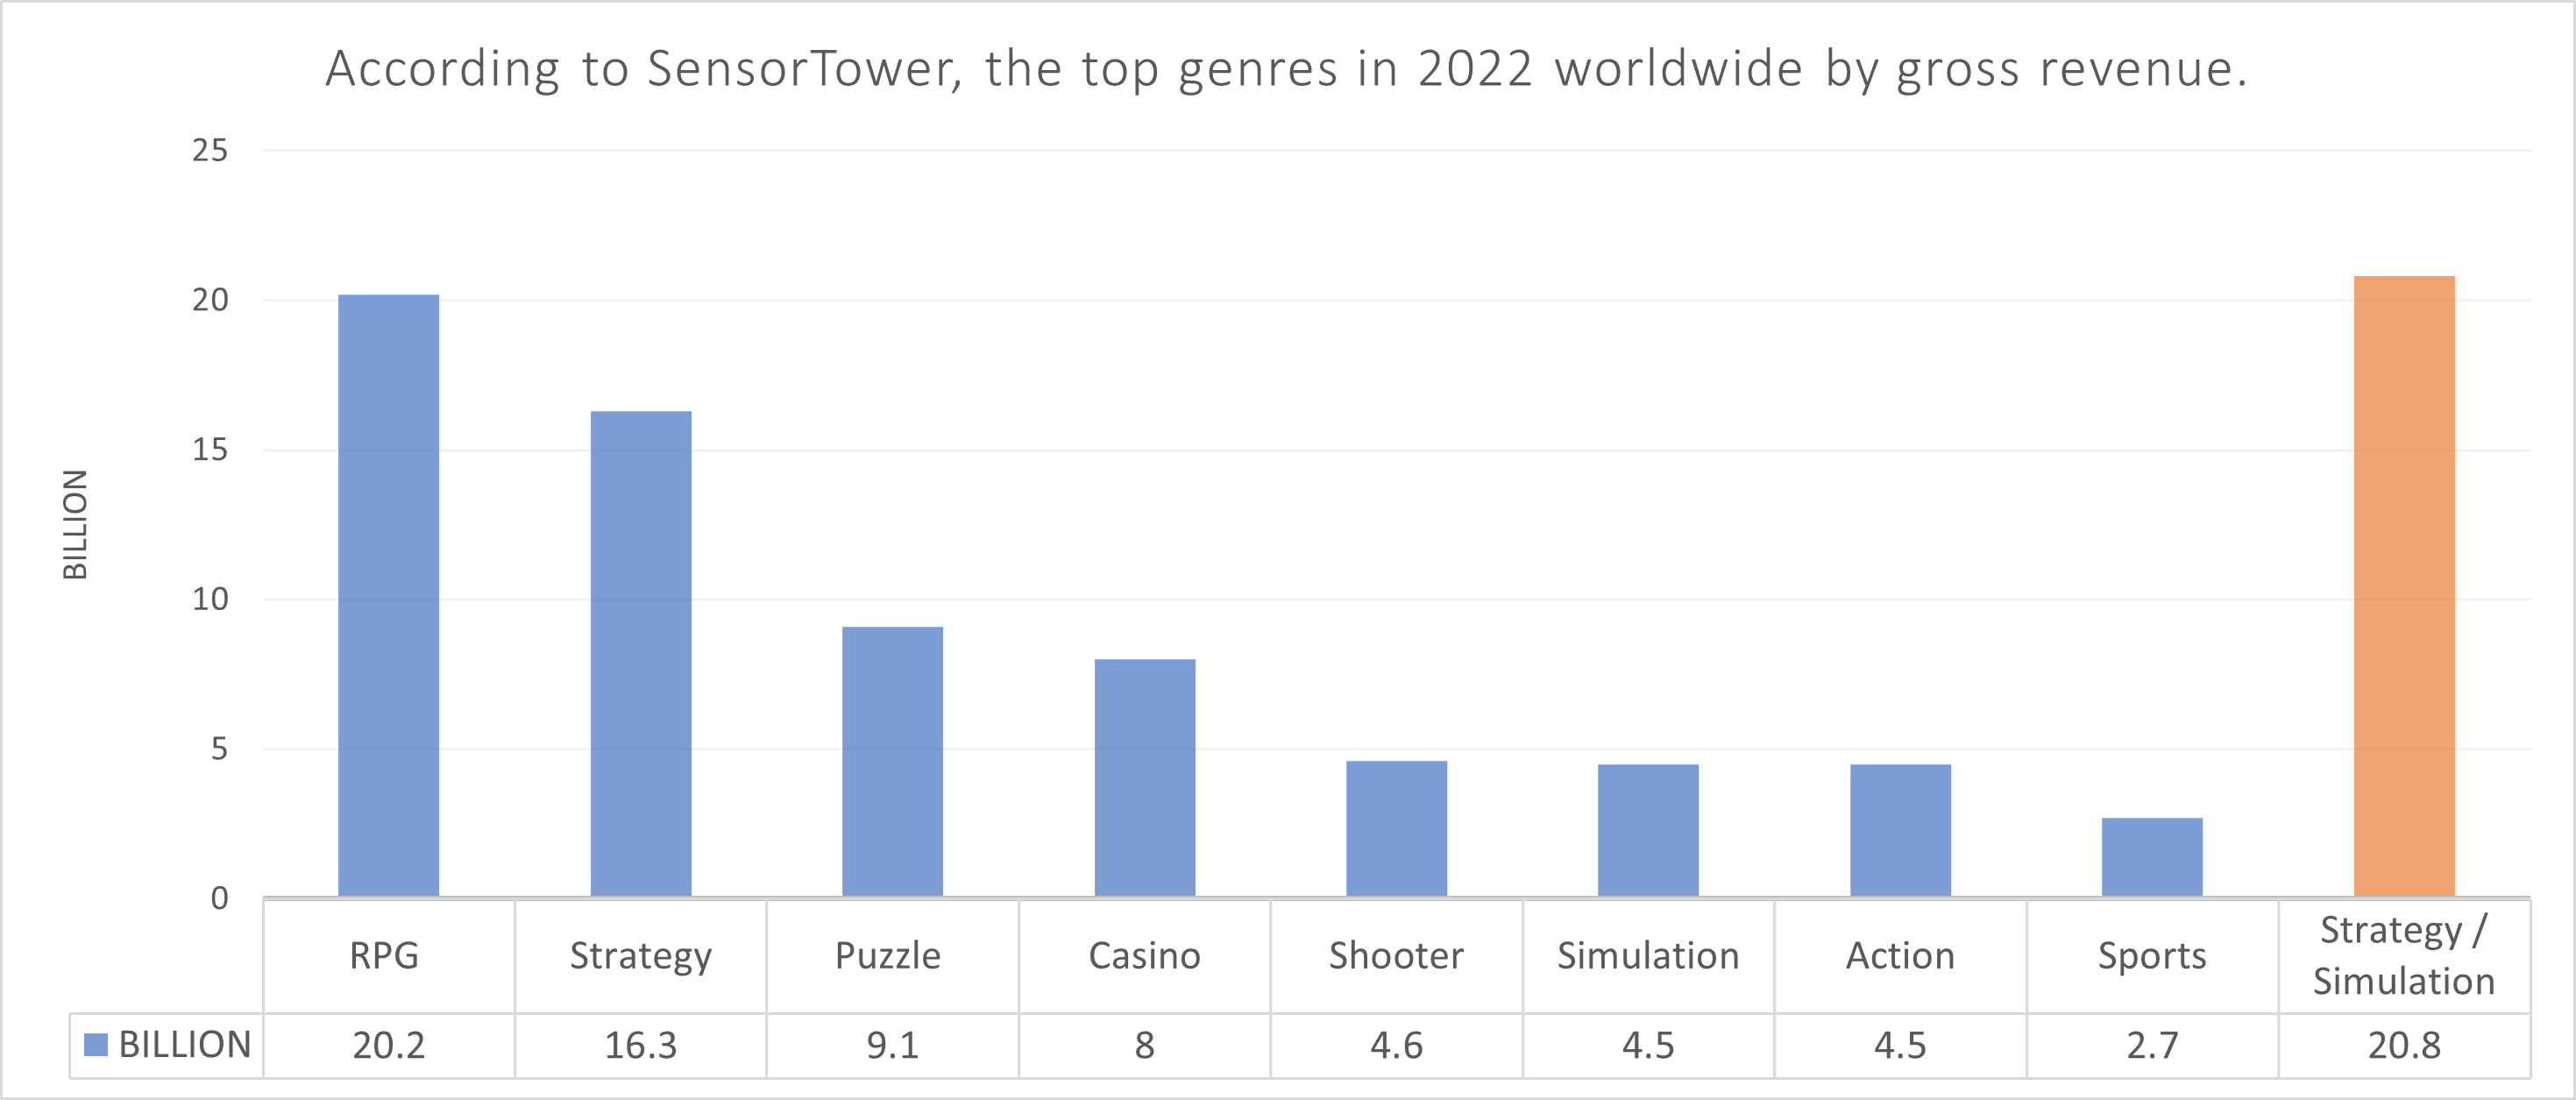 According to SensorTower, the top genres in 2022 worldwide by gross revenue.
25
20
15
10
5
0
BILLION
RPG Strategy Puzzle Casino Shooter Simulation Action Sports Strategy /
Simulation
BILLION 20.2 16.3 9.1 8 4.6 4.5 4.5 2.7 20.8